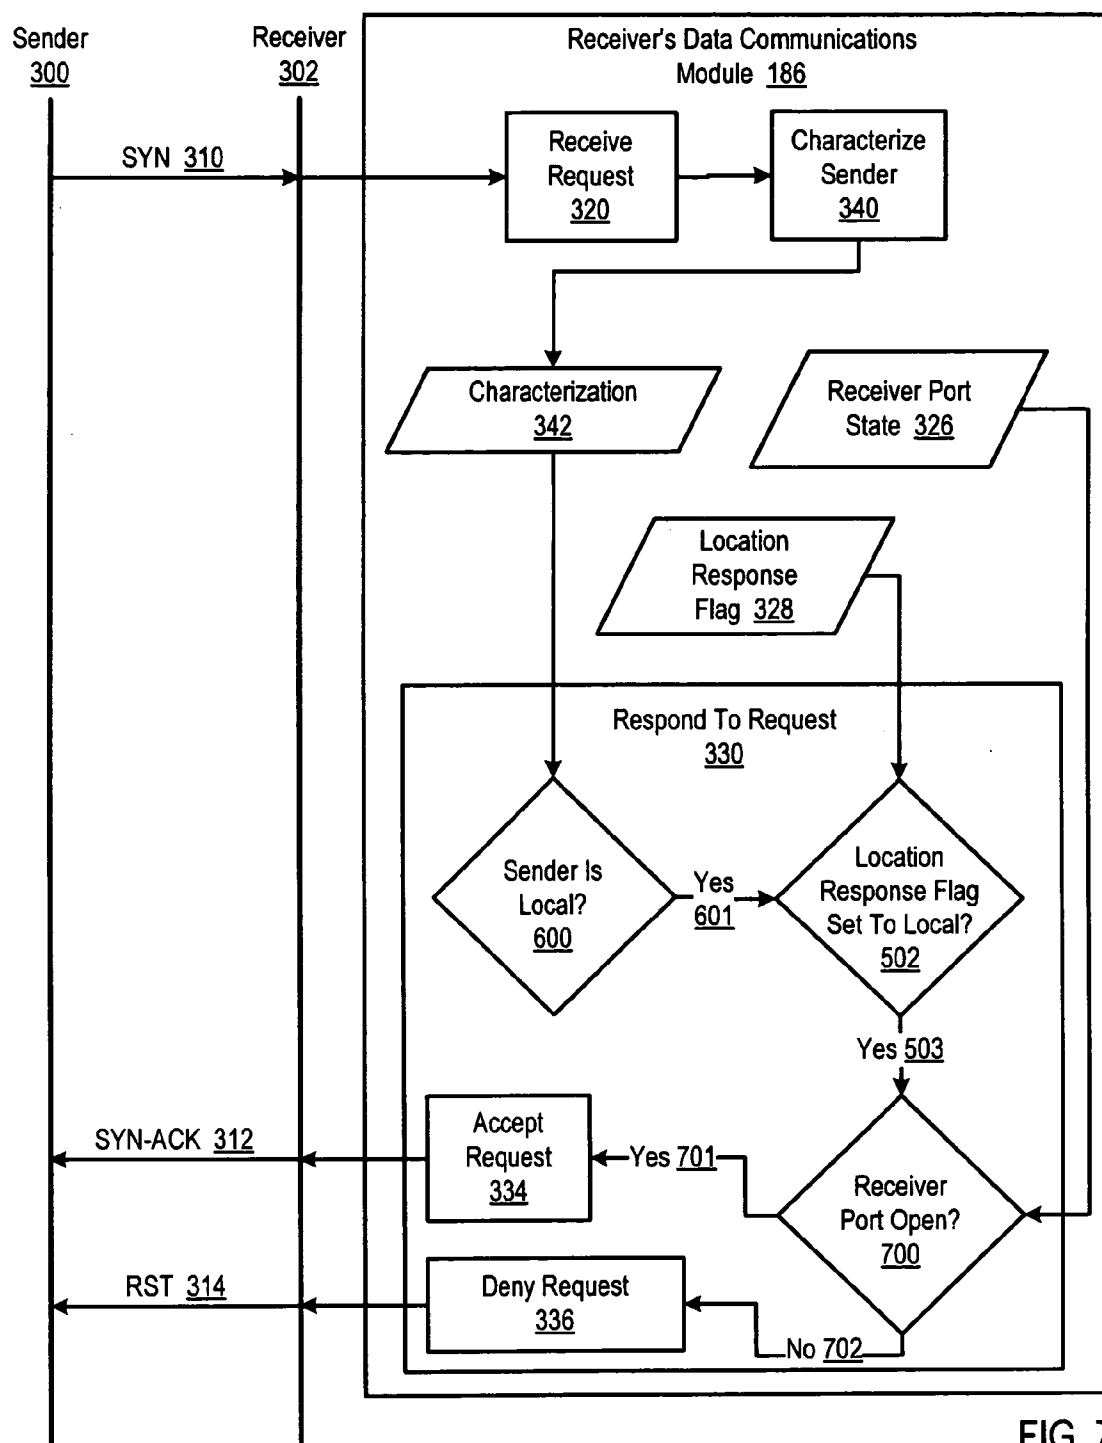 Sender
300
Receiver
302
Receiver's Data Communications
Module 186
SYN 310
Receive
Request
320
Characterize
Sender
340
Characterization
342
Receiver Port
State 326
Location
Response
Flag 328
Respond To Request
330
Sender Is
Local?
600
Yes
601
Location
Response Flag
Set To Local?
502
Yes 503
SYN-ACK 312
Accept
Request
334
Yes 701
Receiver
Port Open?
700
RST 314
Deny Request
336
No 702
FIG. 7